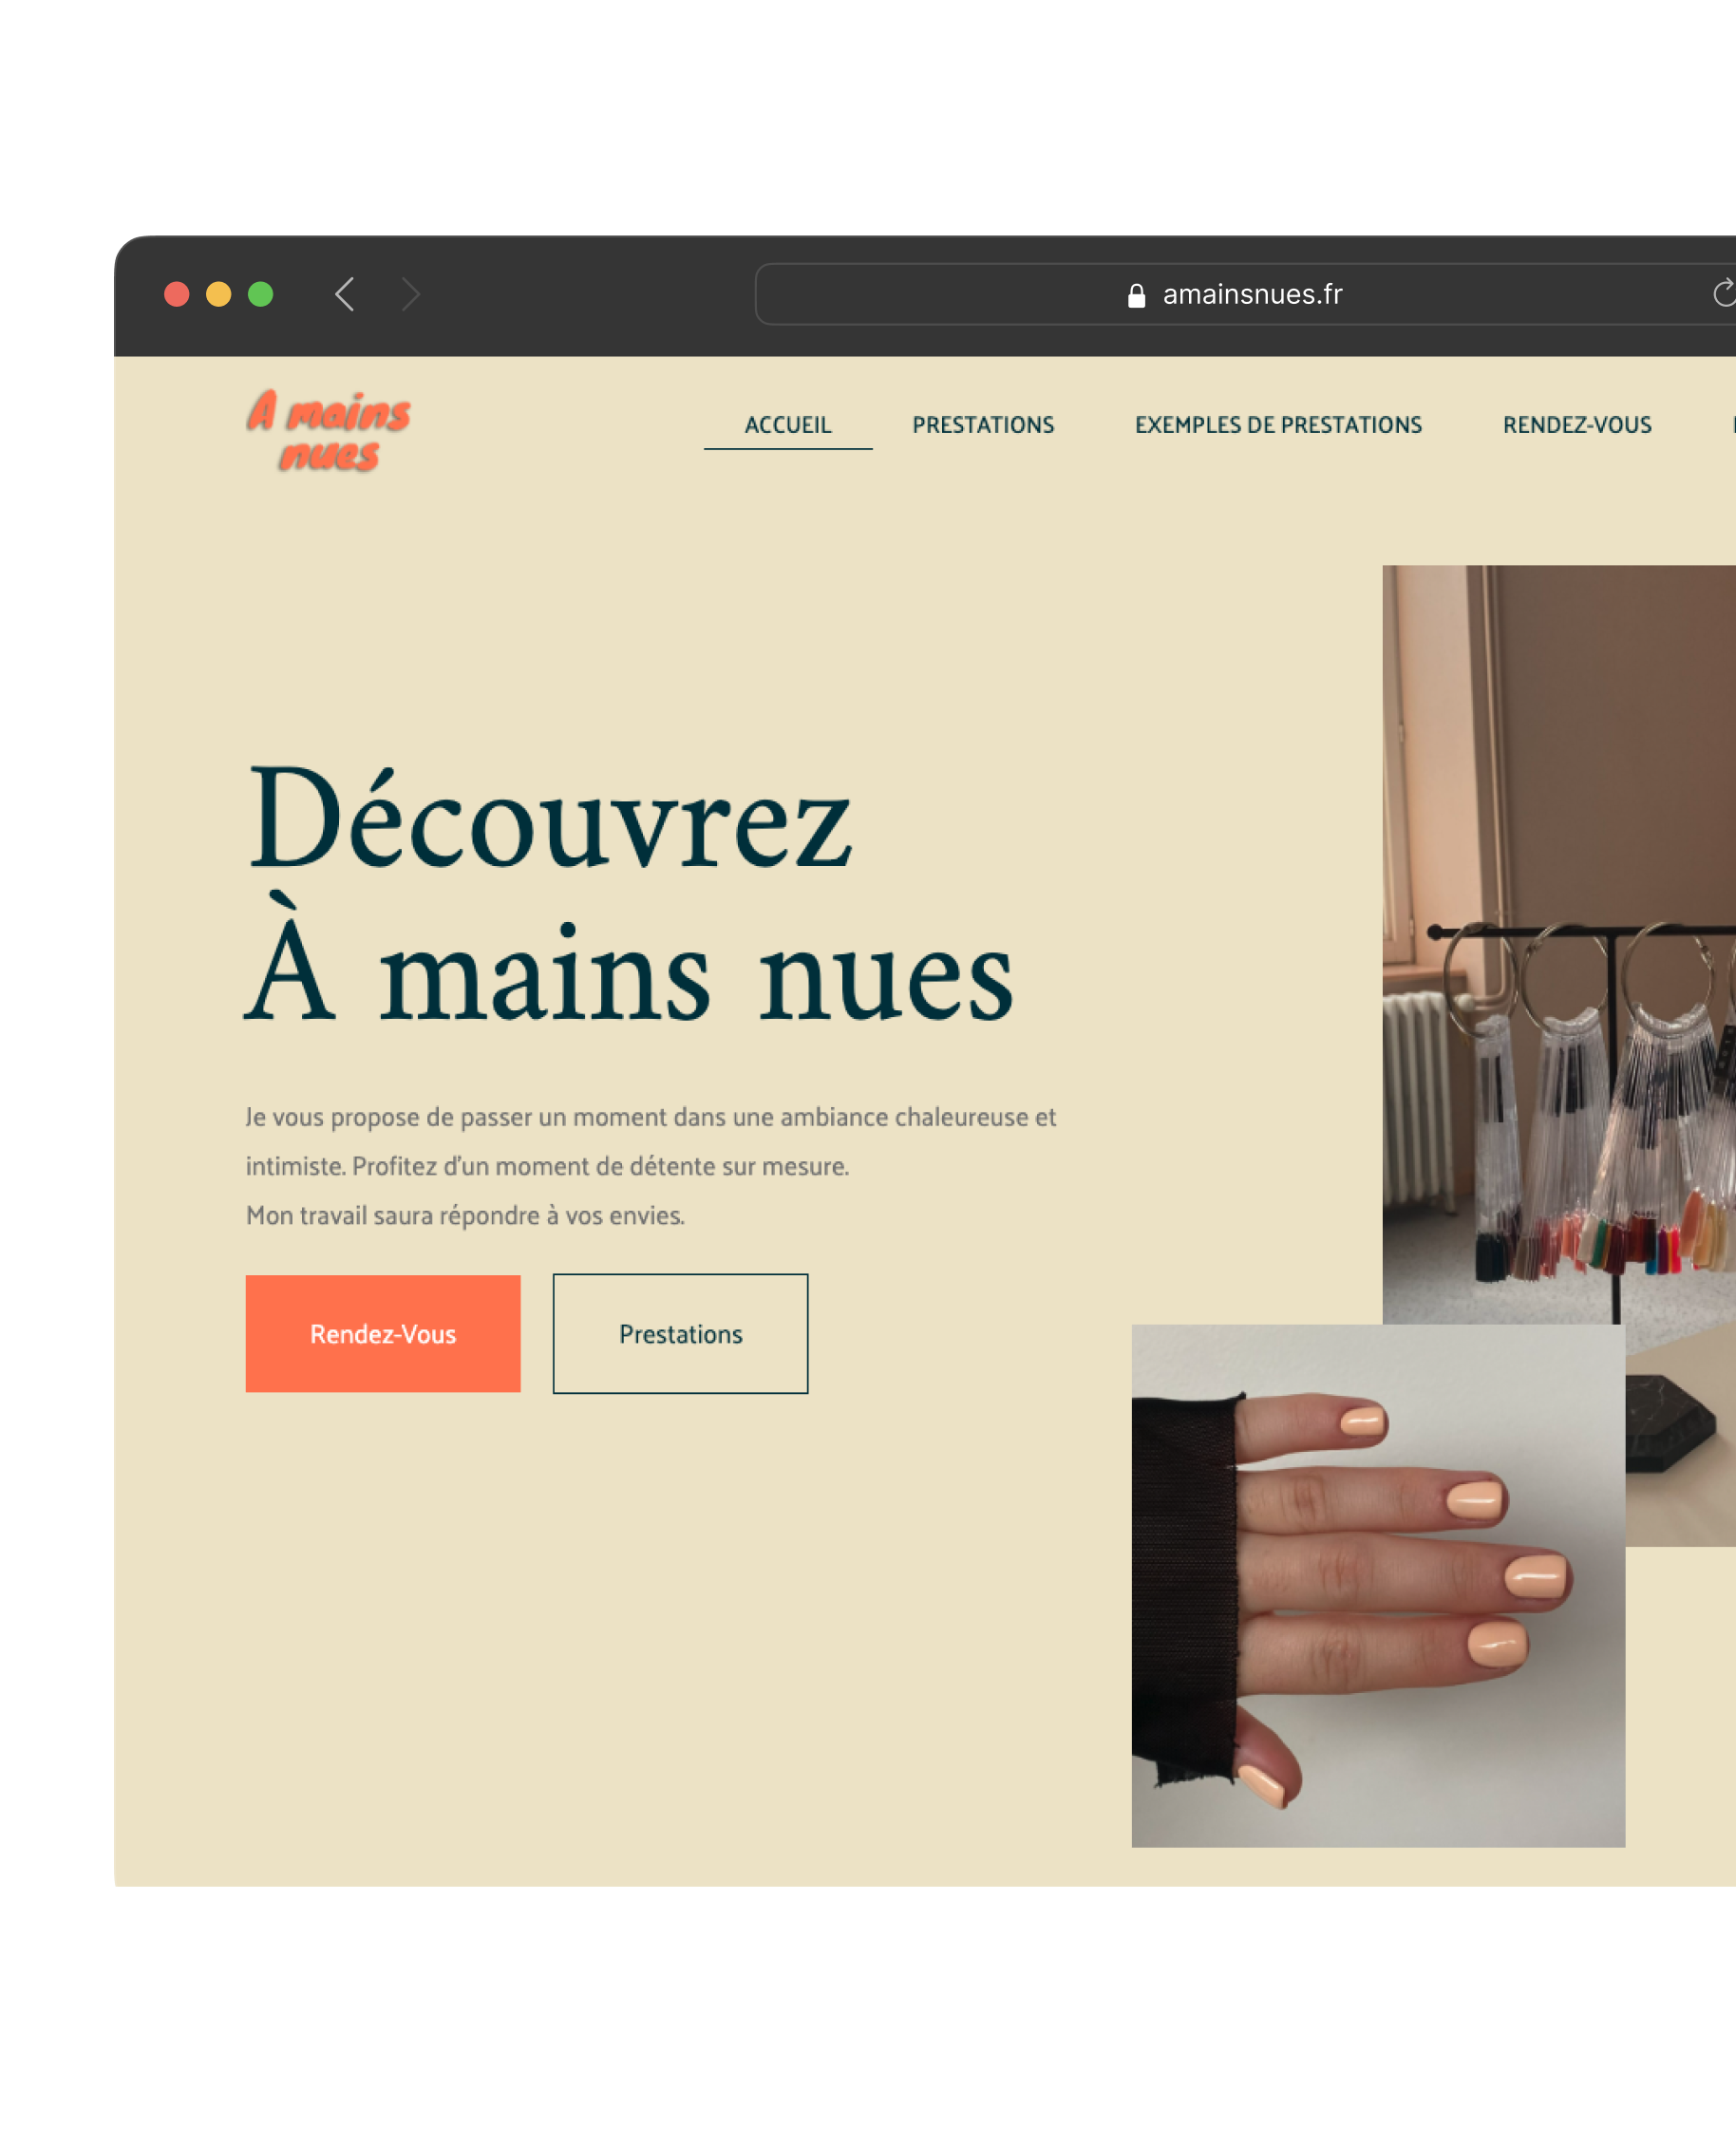 amainsnues.fr
A mains
nues
ACCUEIL
PRESTATIONS
EXEMPLES DE PRESTATIONS
RENDEZ-VOUS
Découvrez
À mains nues
Je vous propose de passer un moment dans une ambiance chaleureuse et
intimiste. Profitez d'un moment de détente sur mesure.
Mon travail saura répondre à vos envies.
Rendez-Vous
Prestations